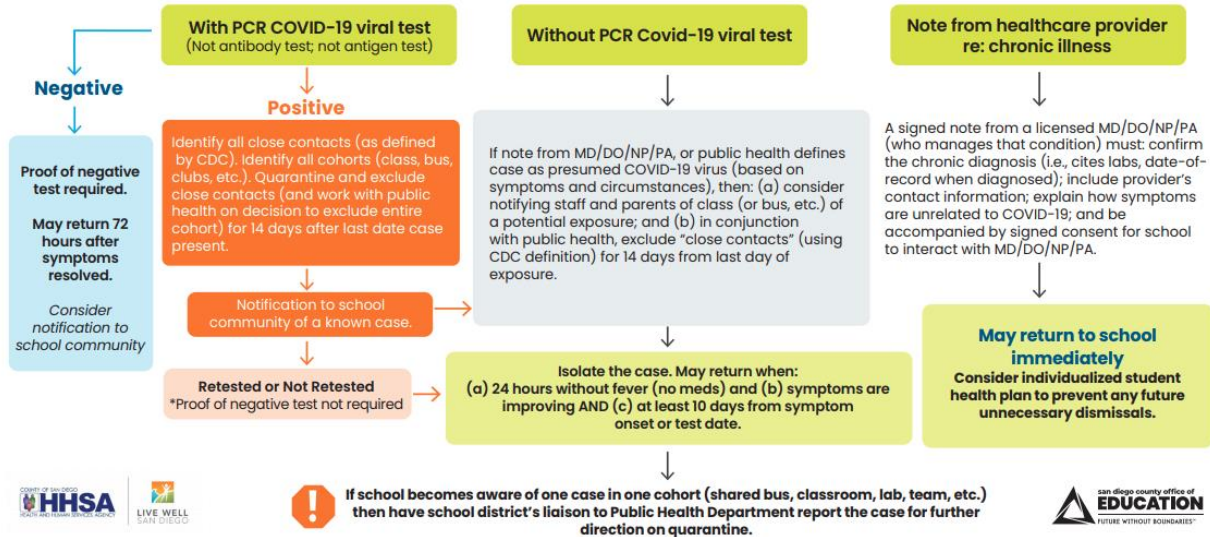 With PCR COVID-19 viral test
(Not antibody test; not antigen test)
Negative
Proof of negative
test required.
May return 72
hours after
symptoms
resolved.
Consider
notification to
school community
Positive
Identify all close contacts (as defined
by CDC). Identify all cohorts (class, bus,
clubs, etc.). Quarantine and exclude
close contacts (and work with public
health on decision to exclude entire
cohort) for 14 days after last date case
present.
Notification to school
community of a known case.
Retested or Not Retested
*Proof of negative test not required
Without PCR Covid-19 viral test
If note from MD/DO/NP/PA, or public health defines
case as presumed COVID-19 virus (based on
symptoms and circumstances), then: (a) consider
notifying staff and parents of class (or bus, etc.) of
a potential exposure; and (b) in conjunction
with public health, exclude "close contacts" (using
CDC definition) for 14 days from last day of
exposure.
Isolate the case. May return when:
(a) 24 hours without fever (no meds) and (b) symptoms are
improving AND (c) at least 10 days from symptom
onset or test date.
Note from healthcare provider
re: chronic illness
A signed note from a licensed MD/DO/NP/PA
(who manages that condition) must: confirm
the chronic diagnosis (i.e., cites labs, date-of-
record when diagnosed); include provider's
contact information; explain how symptoms
are unrelated to COVID-19; and be
accompanied by signed consent for school
to interact with MD/DO/NP/PA.
May return to school
immediately
Consider individualized student
health plan to prevent any future
unnecessary dismissals.
COUNTY OF SAN DIEGO
HHSA
HEALTH AND HUMAN SERVICES AGENCY
LIVE WELL
SAN DIEGO
!
If school becomes aware of one case in one cohort (shared bus, classroom, lab, team, etc.)
then have school district's liaison to Public Health Department report the case for further
direction on quarantine.
san diego county office of
EDUCATION
FUTURE WITHOUT BOUNDARIES™